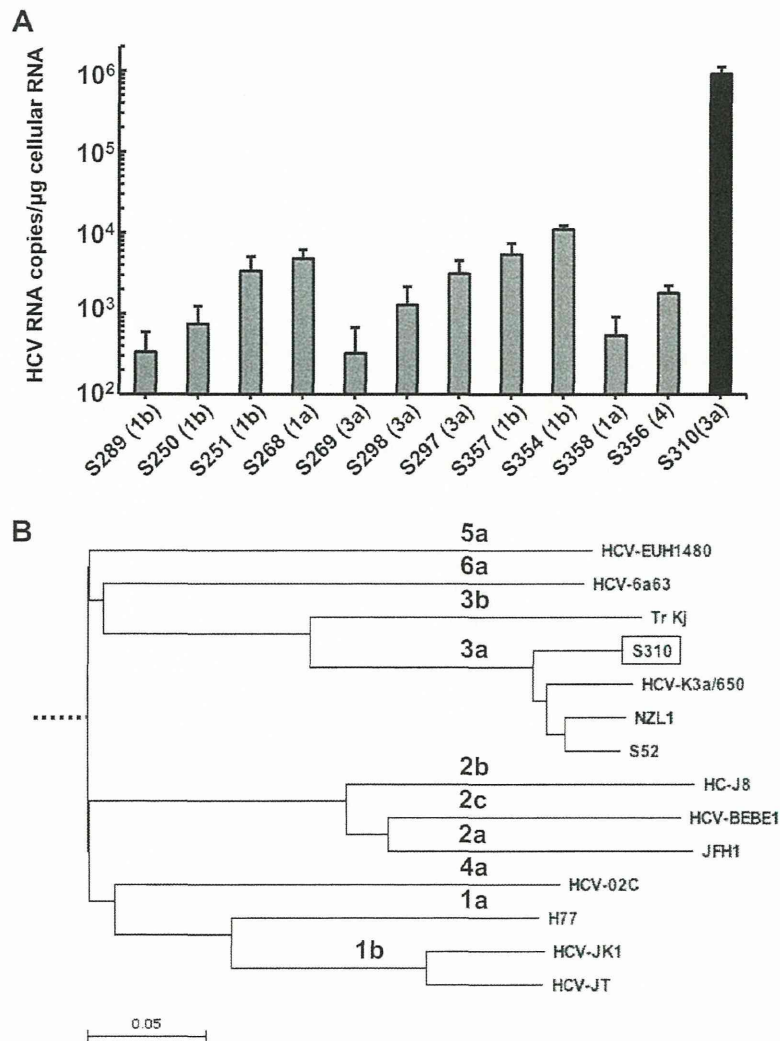 A
HCV RNA copies/µg cellular RNA
10⁶
10⁵
10⁴
10³
10²
S289 (1b)
S250 (1b)
S251 (1b)
S268 (1a)
S269 (3a)
S298 (3a)
S297 (3a)
S357 (1b)
S354 (1b)
S358 (1a)
S356 (4)
S310(3a)
B
5a
HCV-EUH1480
6a
HCV-6a63
3b
Tr Kj
3a
S310
HCV-K3a/650
NZL1
S52
2b
HC-J8
2c
HCV-BEBE1
2a
JFH1
4a
HCV-02C
1a
H77
1b
HCV-JK1
HCV-JT
0.05